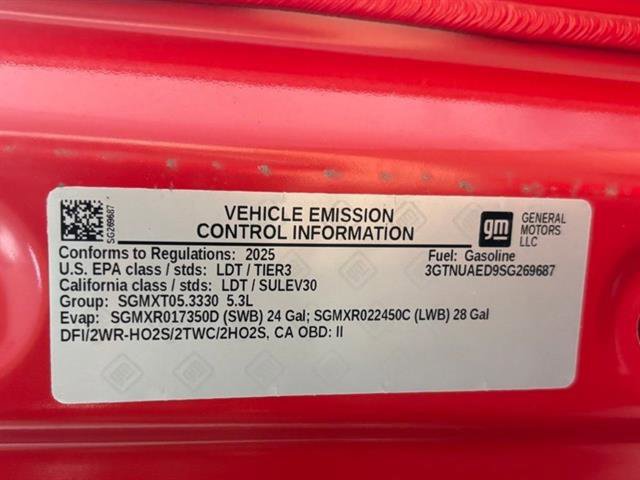 SG269687
VEHICLE EMISSION
CONTROL INFORMATION
gm
GENERAL
MOTORS
LLC
Conforms to Regulations: 2025
Fuel: Gasoline
U.S. EPA class / stds: LDT / TIER3
3GTNUAED9SG269687
California class / stds: LDT / SULEV30
Group: SGMXT05.3330 5.3L
Evap: SGMXR017350D (SWB) 24 Gal; SGMXR022450C (LWB) 28 Gal
DFI/2WR-HO2S/2TWC/2HO2S, CA OBD: II